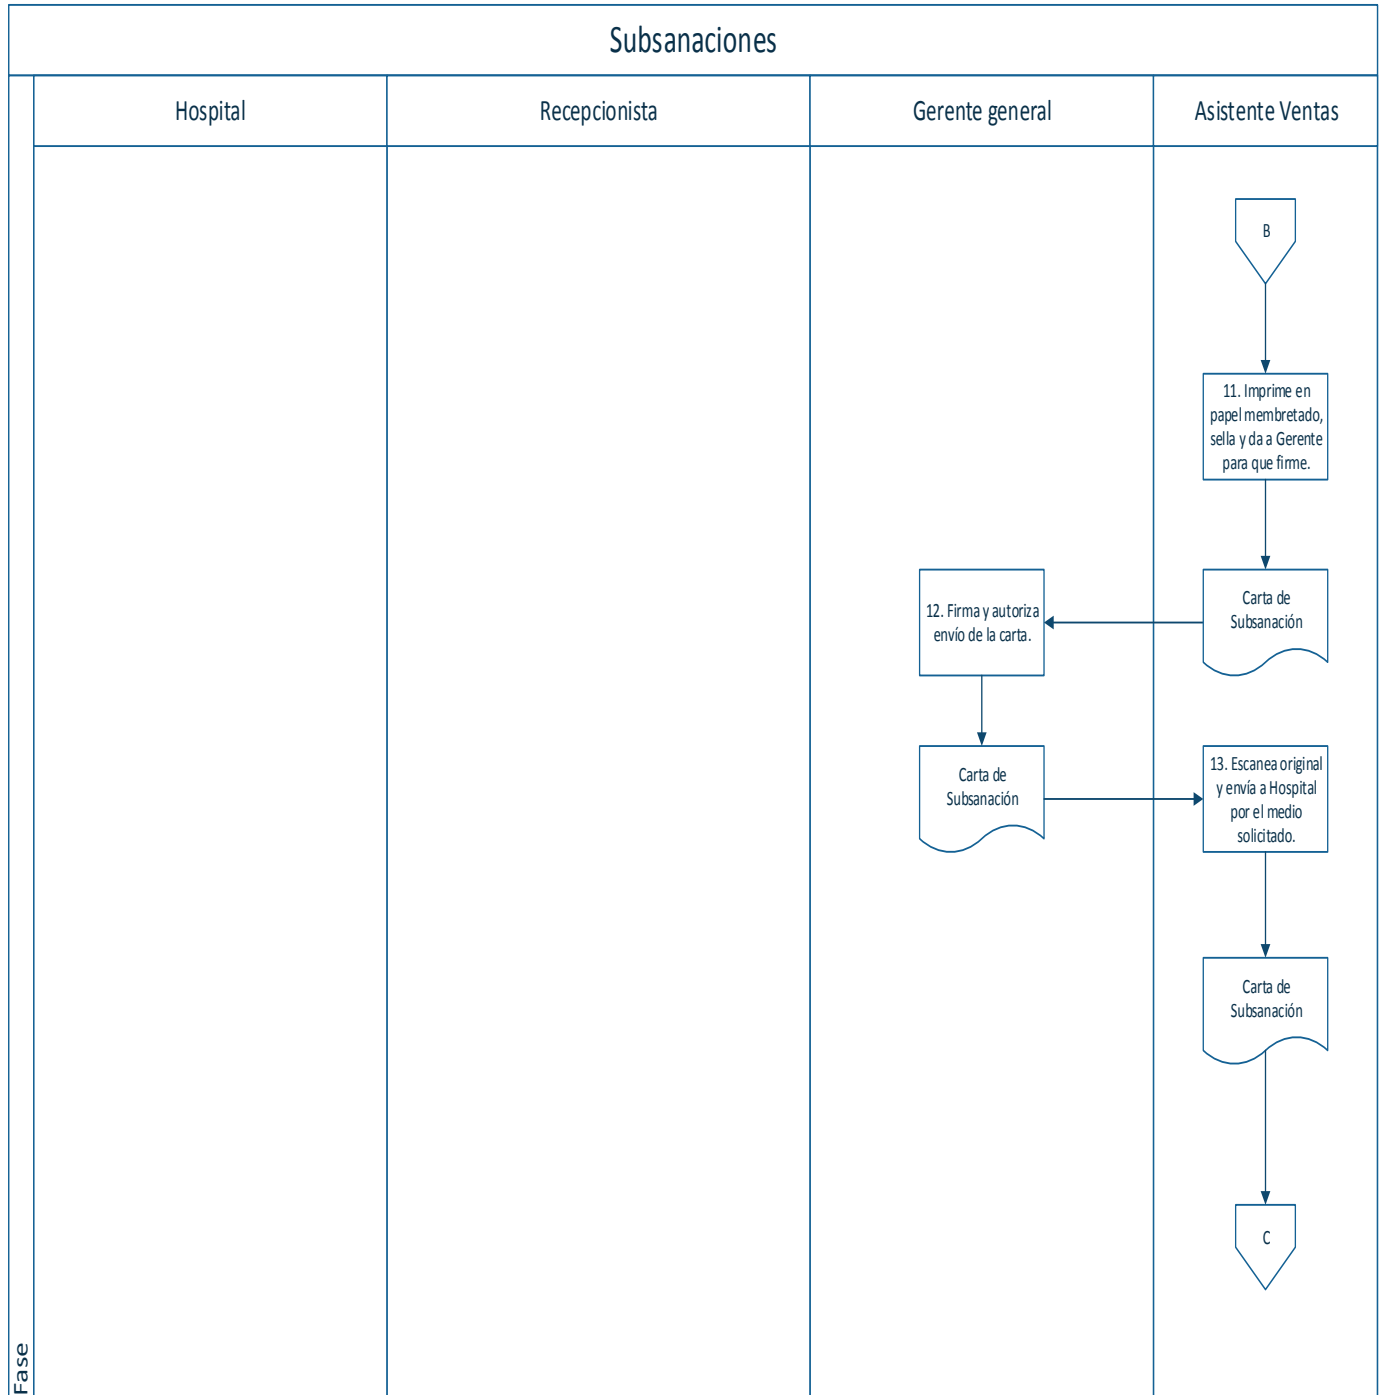 Subsanaciones
Hospital
Recepcionista
Gerente general
Asistente Ventas
B
11. Imprime en
papel membretado,
sella y da a Gerente
para que firme.
Carta de
Subsanación
12. Firma y autoriza
envío de la carta.
Carta de
Subsanación
13. Escanea original
y envía a Hospital
por el medio
solicitado.
Carta de
Subsanación
C
Fase